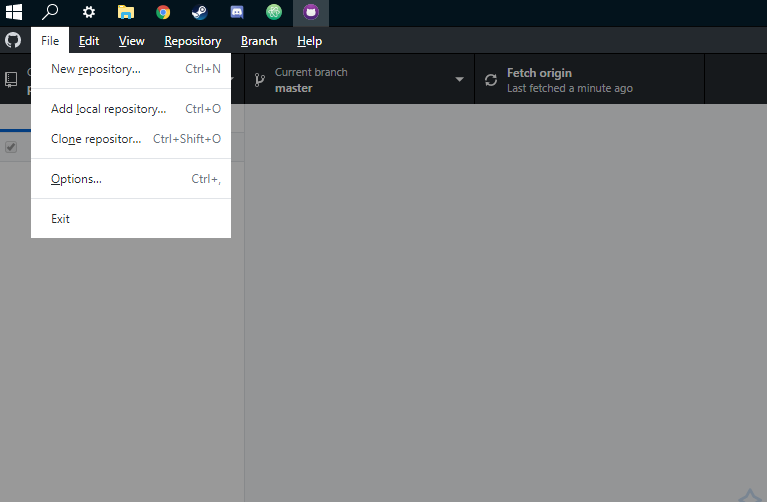 File Edit View Repository Branch Help
New repository... Ctrl+N
Add local repository... Ctrl+O
Clone repositor... Ctrl+Shift+O
Options... Ctrl+,
Exit
Current branch
master
Fetch origin
Last fetched a minute ago